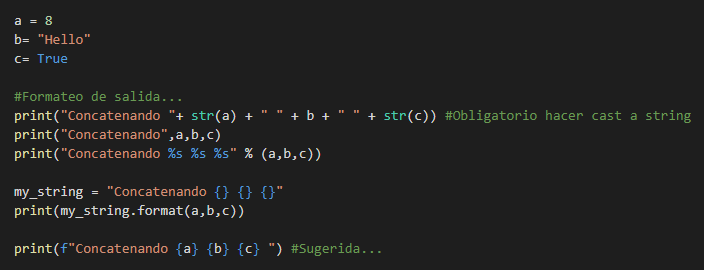 a = 8
b= "Hello"
c= True
#Formateo de salida...
print("Concatenando "+ str(a) + " " + b + " " + str(c)) #Obligatorio hacer cast a string
print("Concatenando",a,b,c)
print("Concatenando %s %s %s" % (a,b,c))
my_string = "Concatenando {} {} {}"
print(my_string.format(a,b,c))
print(f"Concatenando {a} {b} {c} ") #Sugerida...